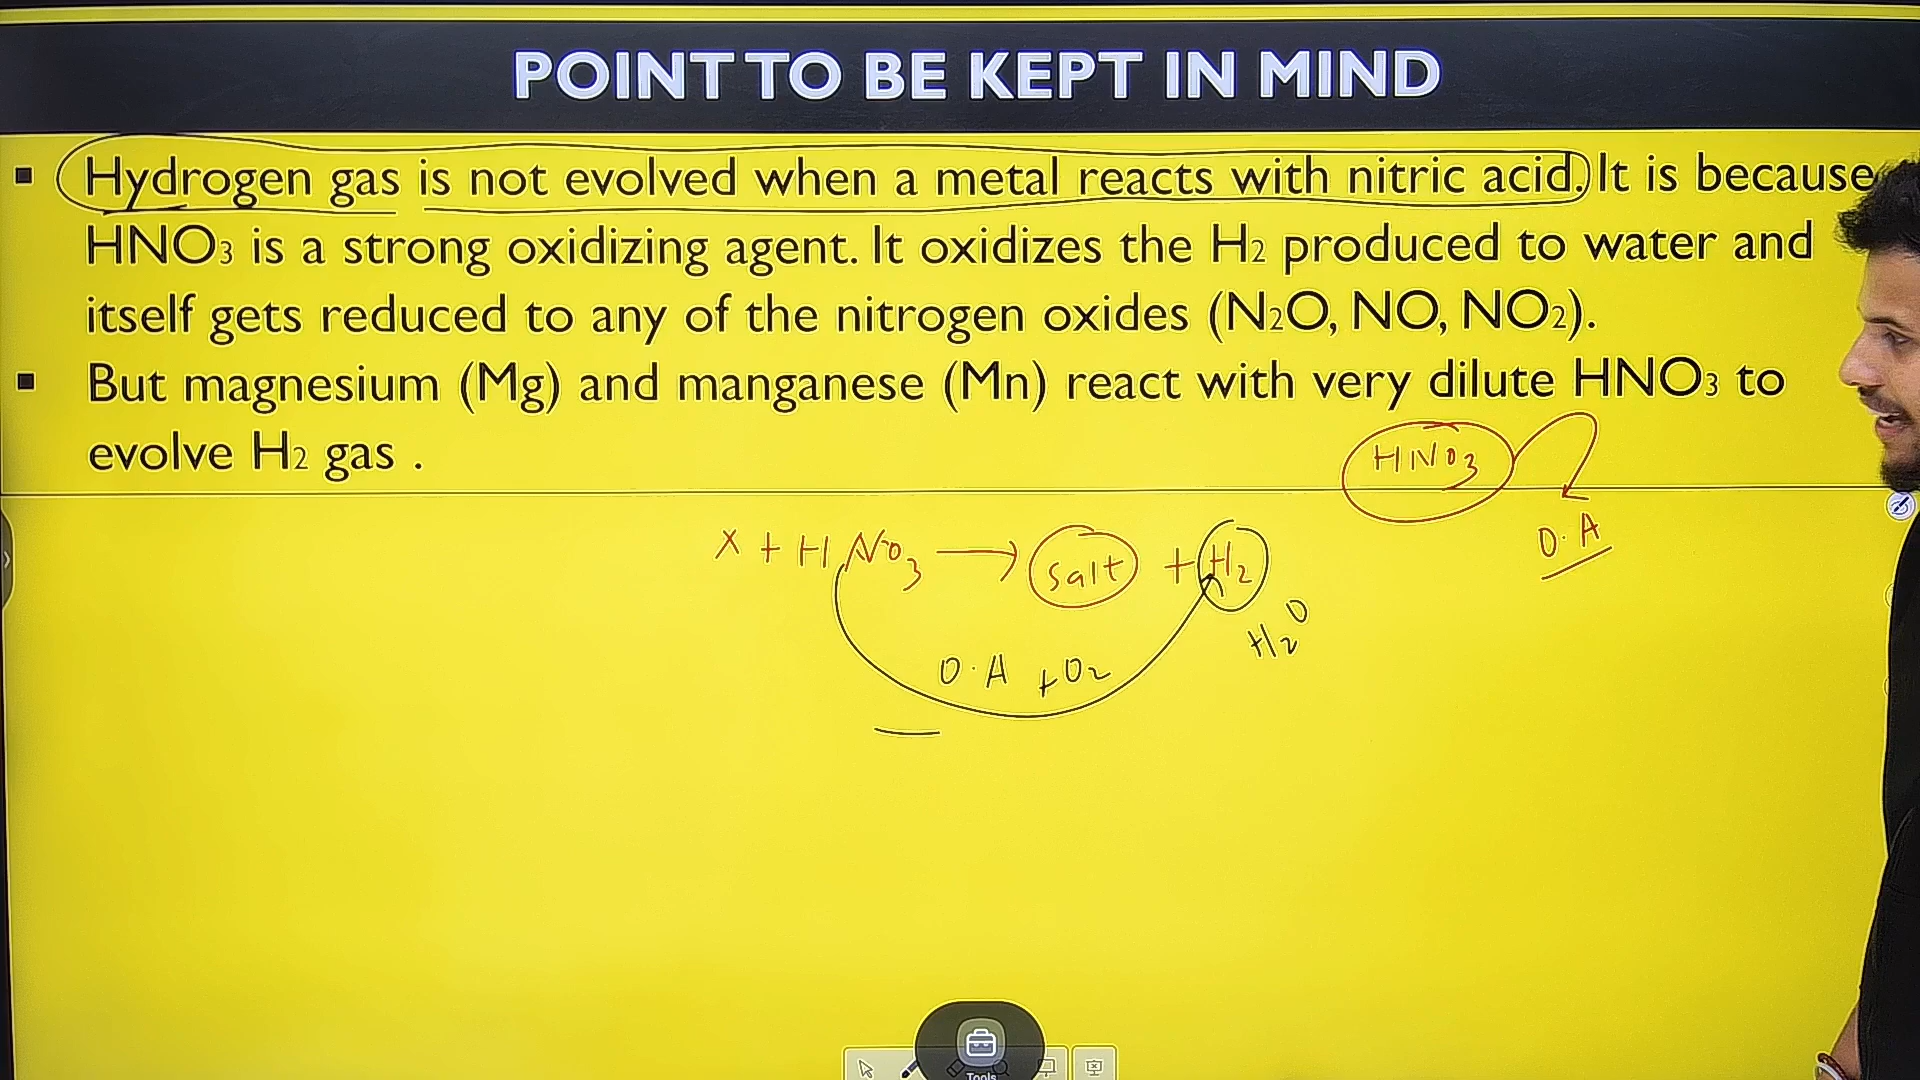 POINT TO BE KEPT IN MIND
▪ Hydrogen gas is not evolved when a metal reacts with nitric acid. It is because
HNO₃ is a strong oxidizing agent. It oxidizes the H₂ produced to water and
itself gets reduced to any of the nitrogen oxides (N₂O, NO, NO₂).
▪ But magnesium (Mg) and manganese (Mn) react with very dilute HNO₃ to
evolve H₂ gas .
HNO₃
O.A
X + HNO₃ → Salt + H₂
H₂O
O.A + O₂
Tools